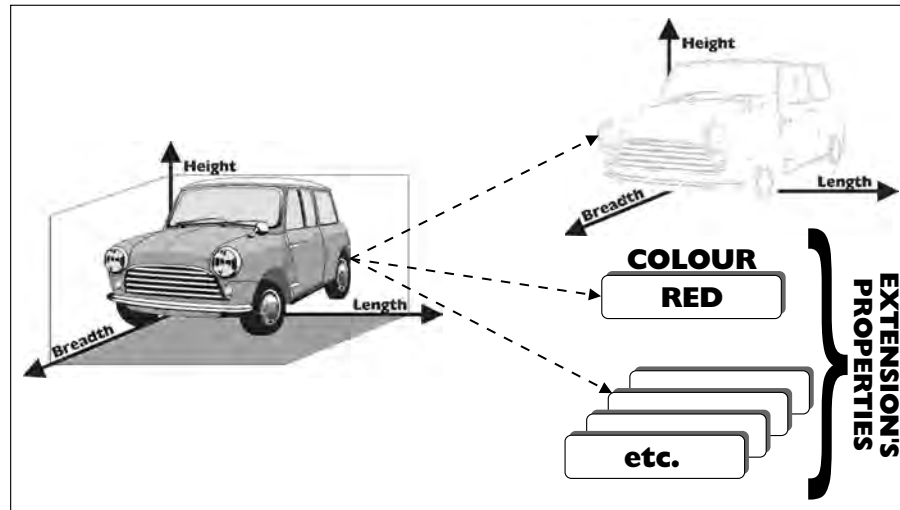 Height
Breadth
Length
Height
Breadth
Length
COLOUR
RED
etc.
EXTENSION'S
PROPERTIES